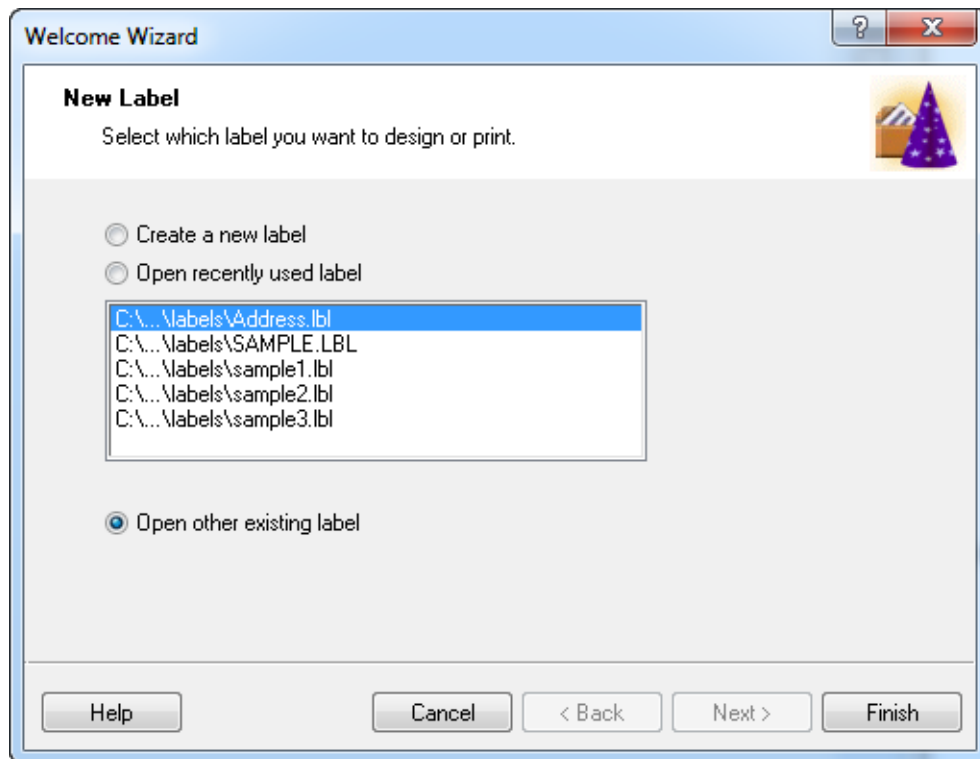 Welcome Wizard
New Label
Select which label you want to design or print.
Create a new label
Open recently used label
C:\...\labels\Address.lbl
C:\...\labels\SAMPLE.LBL
C:\...\labels\sample1.lbl
C:\...\labels\sample2.lbl
C:\...\labels\sample3.lbl
Open other existing label
Help Cancel < Back Next > Finish